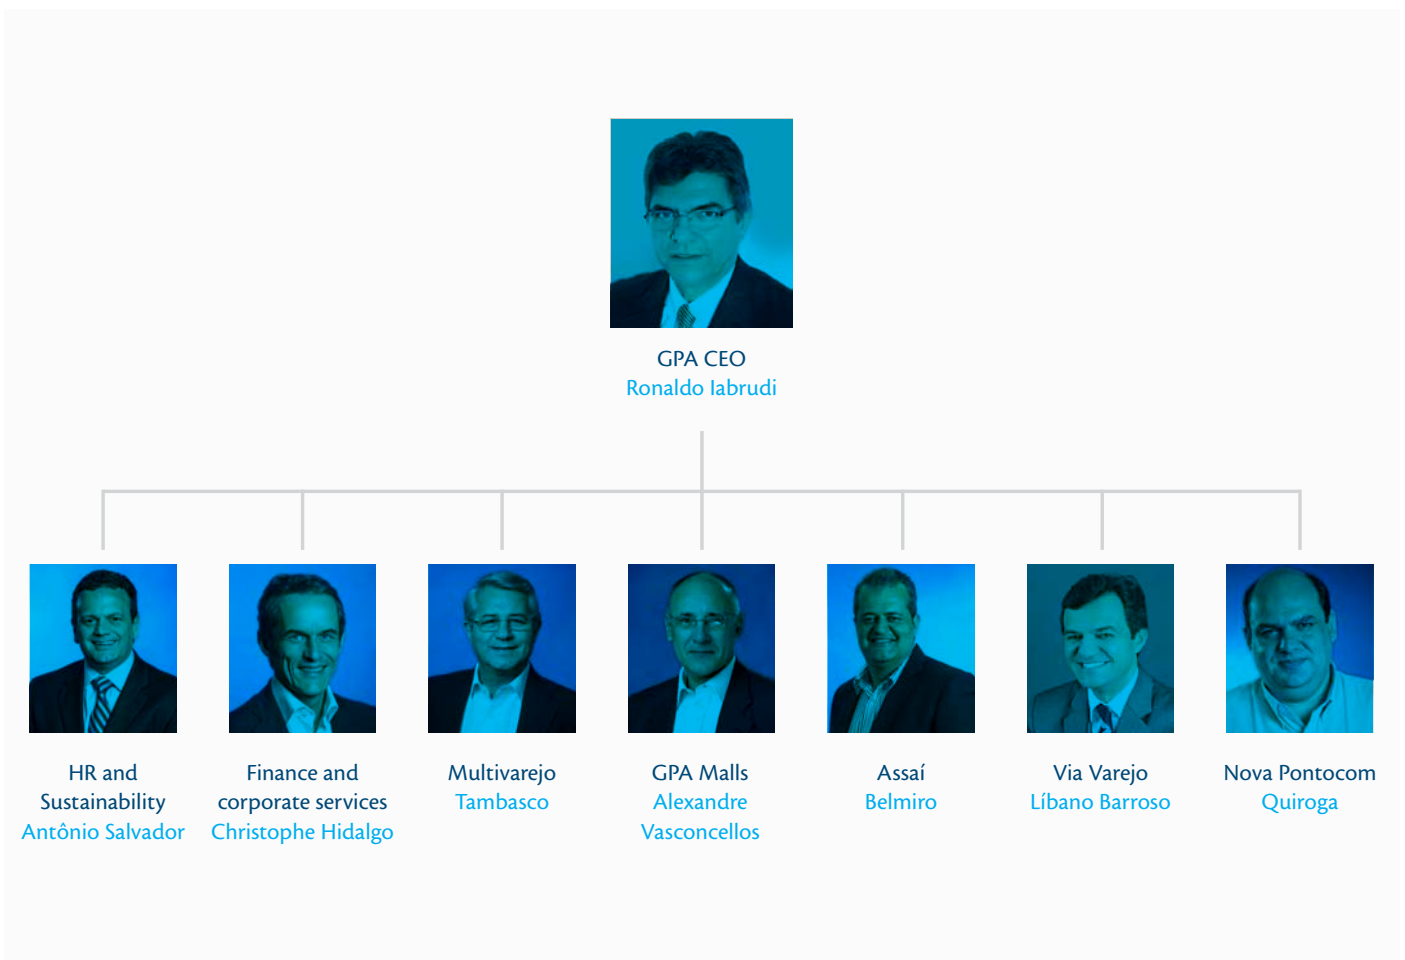 GPA CEO
Ronaldo Iabrudi
HR and
Sustainability
Antônio Salvador
Finance and
corporate services
Christophe Hidalgo
Multivarejo
Tambasco
GPA Malls
Alexandre
Vasconcellos
Assaí
Belmiro
Via Varejo
Líbano Barroso
Nova Pontocom
Quiroga